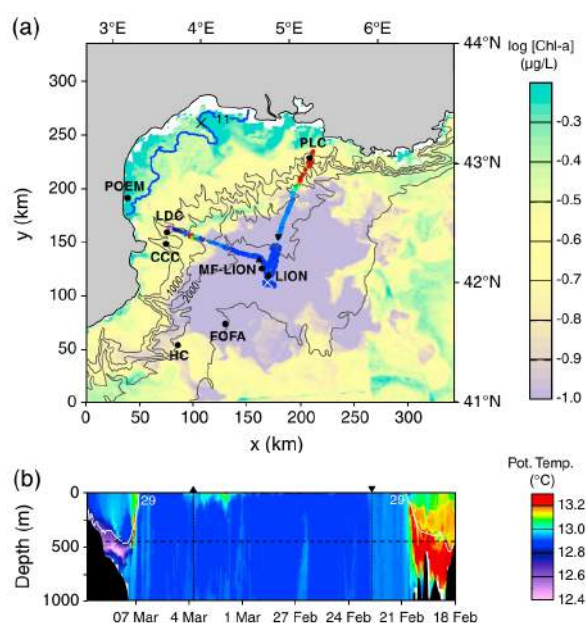 (a)
3°E 4°E 5°E 6°E
44°N
43°N
42°N
41°N
y (km)
300
250
200
150
100
50
0
0 50 100 150 200 250 300
x (km)
11
PLC
POEM
LDC
CCC
MF-LION
LION
1000
2000
FOFA
HC
log [Chl-a]
(µg/L)
-0.4
-0.5
-0.6
-0.7
-0.8
-0.9
-1.0
(b)
Depth (m)
0
500
1000
29 29
07 Mar 4 Mar 1 Mar 27 Feb 24 Feb 21 Feb 18 Feb
Pot. Temp.
(°C)
13.2
13.0
12.8
12.6
12.4